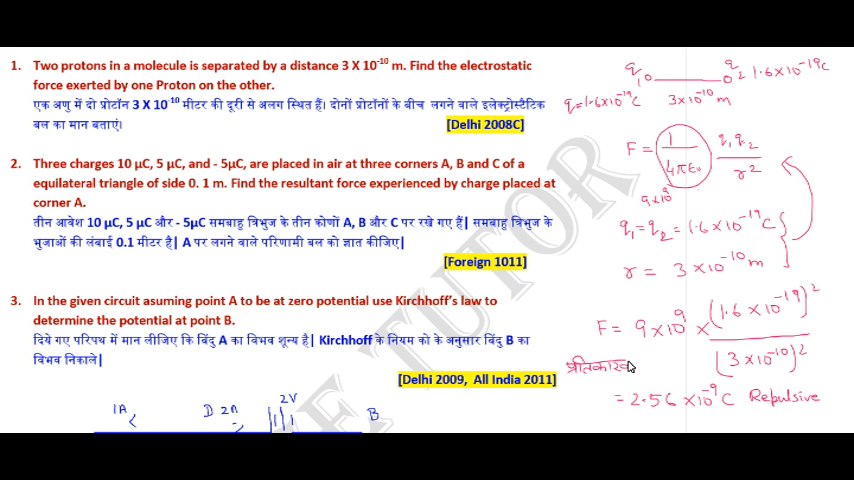 1. Two protons in a molecule is separated by a distance 3 X 10⁻¹⁰ m. Find the electrostatic
force exerted by one Proton on the other.
एक अणु में दो प्रोटॉन 3 X 10⁻¹⁰ मीटर की दूरी से अलग स्थित हैं। दोनों प्रोटॉनों के बीच लगने वाले इलेक्ट्रोस्टैटिक
बल का मान बताएं।
[Delhi 2008C]
2. Three charges 10 µC, 5 µC, and - 5µC, are placed in air at three corners A, B and C of a
equilateral triangle of side 0. 1 m. Find the resultant force experienced by charge placed at
corner A.
तीन आवेश 10 µC, 5 µC और - 5µC समबाहु त्रिभुज के तीन कोणों A, B और C पर रखे गए हैं| समबाहु त्रिभुज के
भुजाओं की लंबाई 0.1 मीटर है| A पर लगने वाले परिणामी बल को ज्ञात कीजिए|
[Foreign 1011]
3. In the given circuit asuming point A to be at zero potential use Kirchhoff's law to
determine the potential at point B.
दिये गए परिपथ में मान लीजिए कि बिंदु A का विभव शून्य है| Kirchhoff के नियम को के अनुसार बिंदु B का
विभव निकाले|
[Delhi 2009, All India 2011]
1A D 2Ω 2V B
q₁ q₂ 1.6×10⁻¹⁹C
q=1.6×10⁻¹⁹C 3×10⁻¹⁰m
F = 1/4πε₀ q₁q₂/r²
9×10⁹
q₁=q₂=1.6×10⁻¹⁹C
r = 3×10⁻¹⁰m
F = 9×10⁹ × (1.6×10⁻¹⁹)²/(3×10⁻¹⁰)²
= 2.56×10⁻⁹C Repulsive
TUTOR